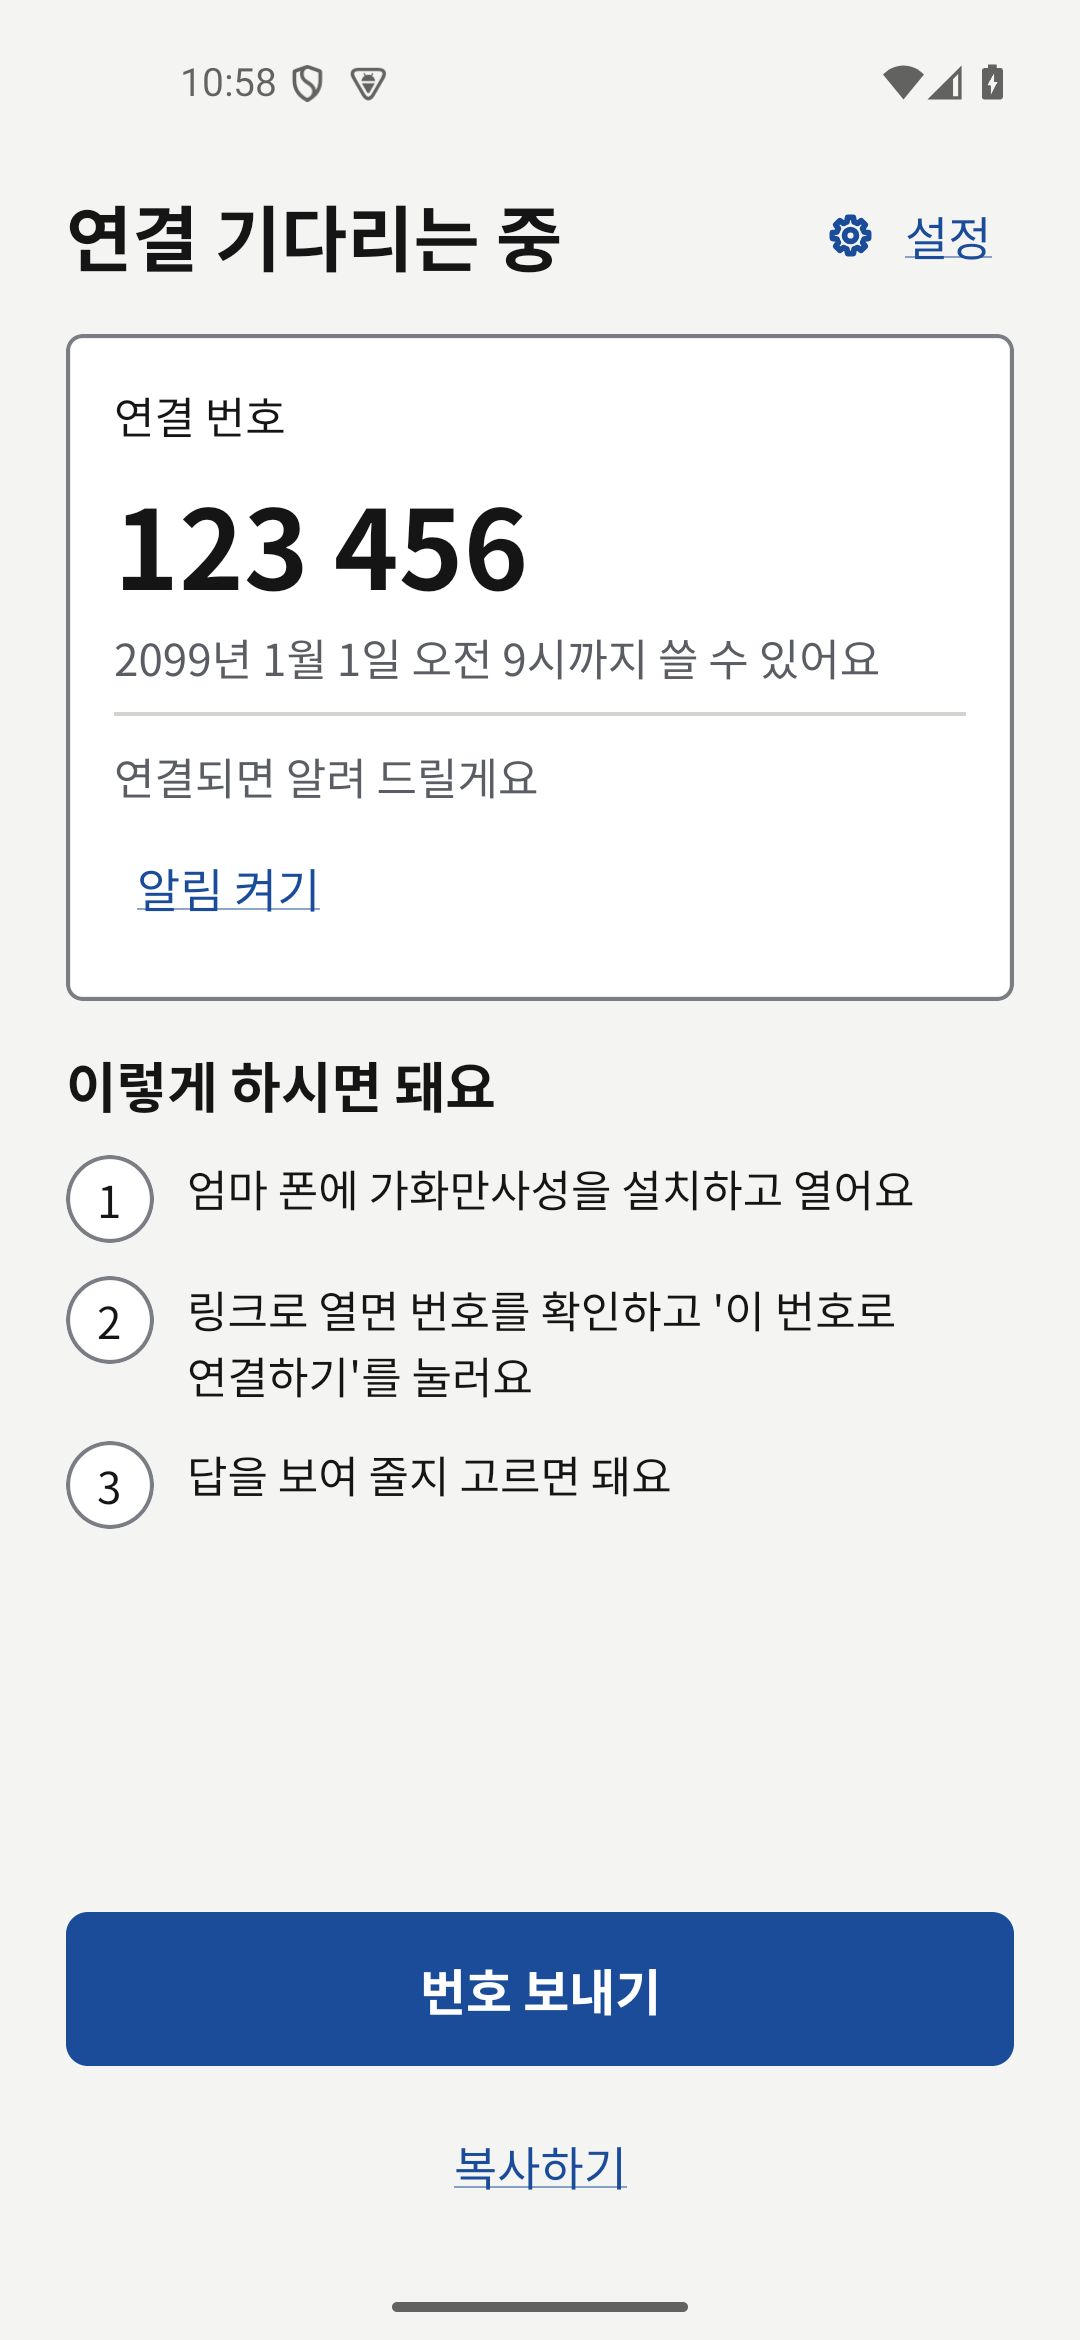 10:58
연결 기다리는 중
설정
연결 번호
123 456
2099년 1월 1일 오전 9시까지 쓸 수 있어요
연결되면 알려 드릴게요
알림 켜기
이렇게 하시면 돼요
1 엄마 폰에 가화만사성을 설치하고 열어요
2 링크로 열면 번호를 확인하고 '이 번호로
연결하기'를 눌러요
3 답을 보여 줄지 고르면 돼요
번호 보내기
복사하기